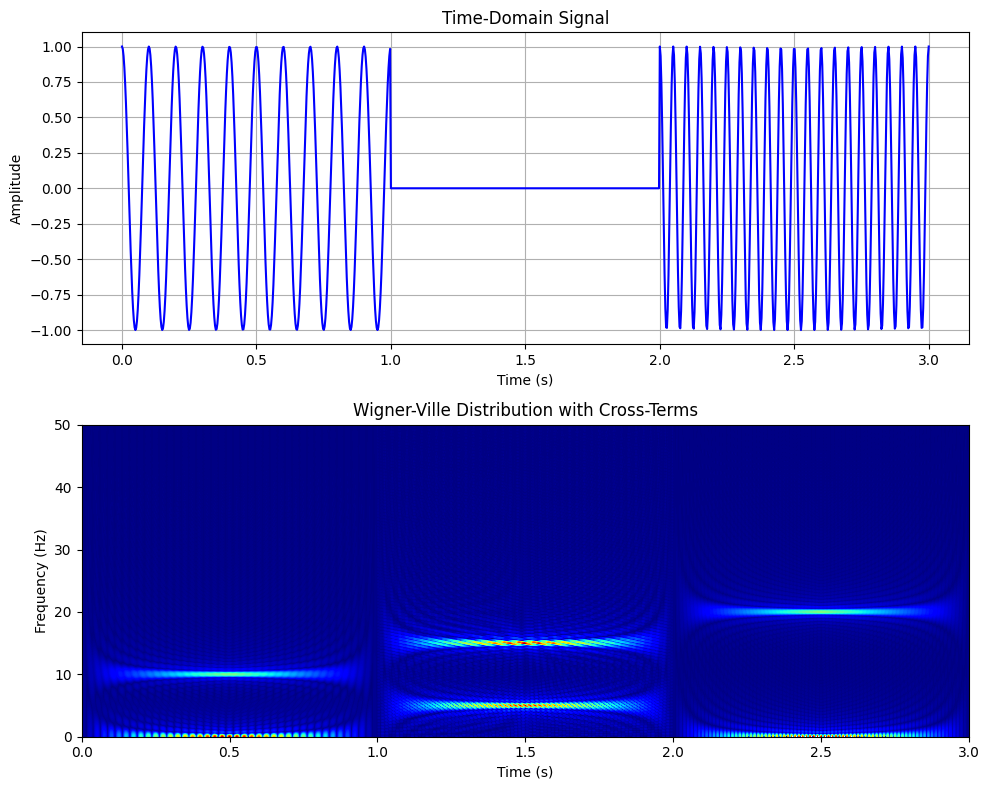 Time-Domain Signal
1.00
0.75
0.50
0.25
0.00
−0.25
−0.50
−0.75
−1.00
Amplitude
0.0 0.5 1.0 1.5 2.0 2.5 3.0
Time (s)
Wigner-Ville Distribution with Cross-Terms
50
40
30
20
10
0
Frequency (Hz)
0.0 0.5 1.0 1.5 2.0 2.5 3.0
Time (s)